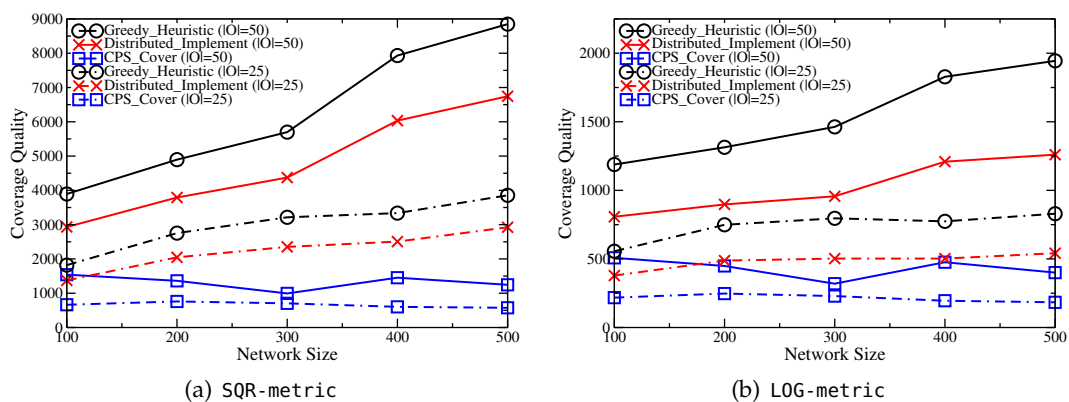 9000
8000
7000
6000
5000
4000
3000
2000
1000
0
Coverage Quality
Greedy_Heuristic (|O|=50)
Distributed_Implement (|O|=50)
CPS_Cover (|O|=50)
Greedy_Heuristic (|O|=25)
Distributed_Implement (|O|=25)
CPS_Cover (|O|=25)
100 200 300 400 500
Network Size
(a) SQR-metric
2000
1500
1000
500
0
Coverage Quality
Greedy_Heuristic (|O|=50)
Distributed_Implement (|O|=50)
CPS_Cover (|O|=50)
Greedy_Heuristic (|O|=25)
Distributed_Implement (|O|=25)
CPS_Cover (|O|=25)
100 200 300 400 500
Network Size
(b) LOG-metric